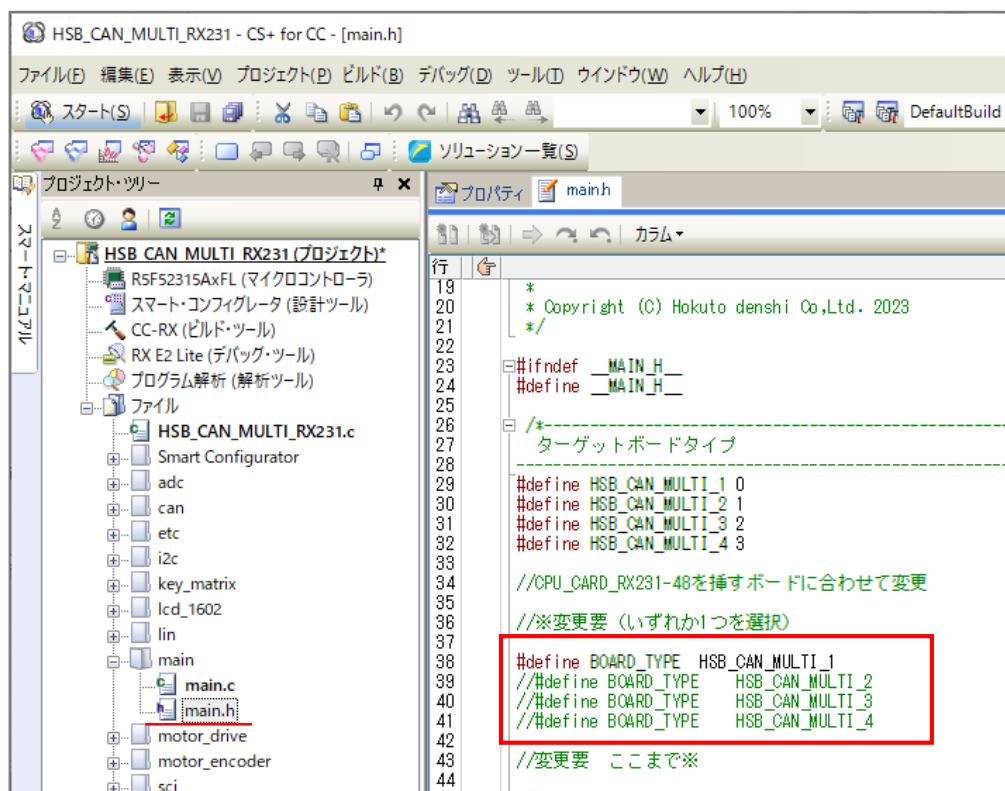 HSB_CAN_MULTI_RX231 - CS+ for CC - [main.h]
ファイル(F) 編集(E) 表示(V) プロジェクト(P) ビルド(B) デバッグ(D) ツール(T) ウインドウ(W) ヘルプ(H)
スタート(S) 100% DefaultBuild
ソリューション一覧(S)
プロジェクト・ツリー
プロパティ main.h
スマート・マニュアル
カラム
HSB_CAN_MULTI_RX231 (プロジェクト)*
R5F52315AxFL (マイクロコントローラ)
スマート・コンフィグレータ (設計ツール)
CC-RX (ビルド・ツール)
RX E2 Lite (デバッグ・ツール)
プログラム解析 (解析ツール)
ファイル
HSB_CAN_MULTI_RX231.c
Smart Configurator
adc
can
etc
i2c
key_matrix
lcd_1602
lin
main
main.c
main.h
motor_drive
motor_encoder
sci
行
19 *
20 * Copyright (C) Hokuto denshi Co,Ltd. 2023
21 */
22
23 #ifndef __MAIN_H__
24 #define __MAIN_H__
25
26 /*----------------------------------------------------
27 ターゲットボードタイプ
28 ------------------------------------------------------
29 #define HSB_CAN_MULTI_1 0
30 #define HSB_CAN_MULTI_2 1
31 #define HSB_CAN_MULTI_3 2
32 #define HSB_CAN_MULTI_4 3
33
34 //CPU_CARD_RX231-48を挿すボードに合わせて変更
35
36 //※変更要（いずれか1つを選択）
37
38 #define BOARD_TYPE HSB_CAN_MULTI_1
39 //#define BOARD_TYPE HSB_CAN_MULTI_2
40 //#define BOARD_TYPE HSB_CAN_MULTI_3
41 //#define BOARD_TYPE HSB_CAN_MULTI_4
42
43 //変更要 ここまで※
44